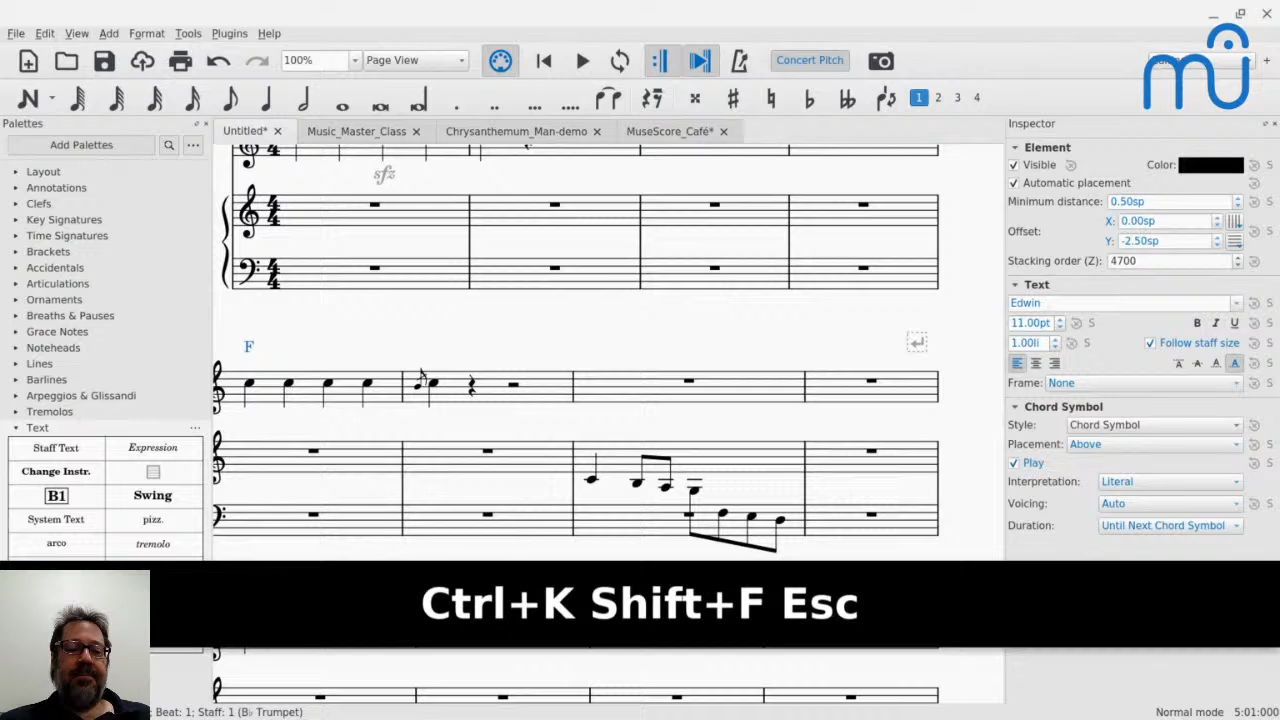 File Edit View Add Format Tools Plugins Help
100% Page View Concert Pitch
1 2 3 4
Palettes
Add Palettes
Untitled* Music_Master_Class Chrysanthemum_Man-demo MuseScore_Café*
Layout
Annotations
Clefs
Key Signatures
Time Signatures
Brackets
Accidentals
Articulations
Ornaments
Breaths & Pauses
Grace Notes
Noteheads
Lines
Barlines
Arpeggios & Glissandi
Tremolos
Text
Staff Text Expression
Change Instr.
B1 Swing
System Text pizz.
arco tremolo
sfz
F
Inspector
Element
Visible Color:
Automatic placement
Minimum distance: 0.50sp
Offset: X: 0.00sp
Y: -2.50sp
Stacking order (Z): 4700
Text
Edwin
11.00pt S B I U S
1.00li S Follow staff size S
Frame: None
Chord Symbol
Style: Chord Symbol
Placement: Above
Play
Interpretation: Literal
Voicing: Auto
Duration: Until Next Chord Symbol
Ctrl+K Shift+F Esc
Beat: 1; Staff: 1 (B♭ Trumpet) Normal mode 5:01:000